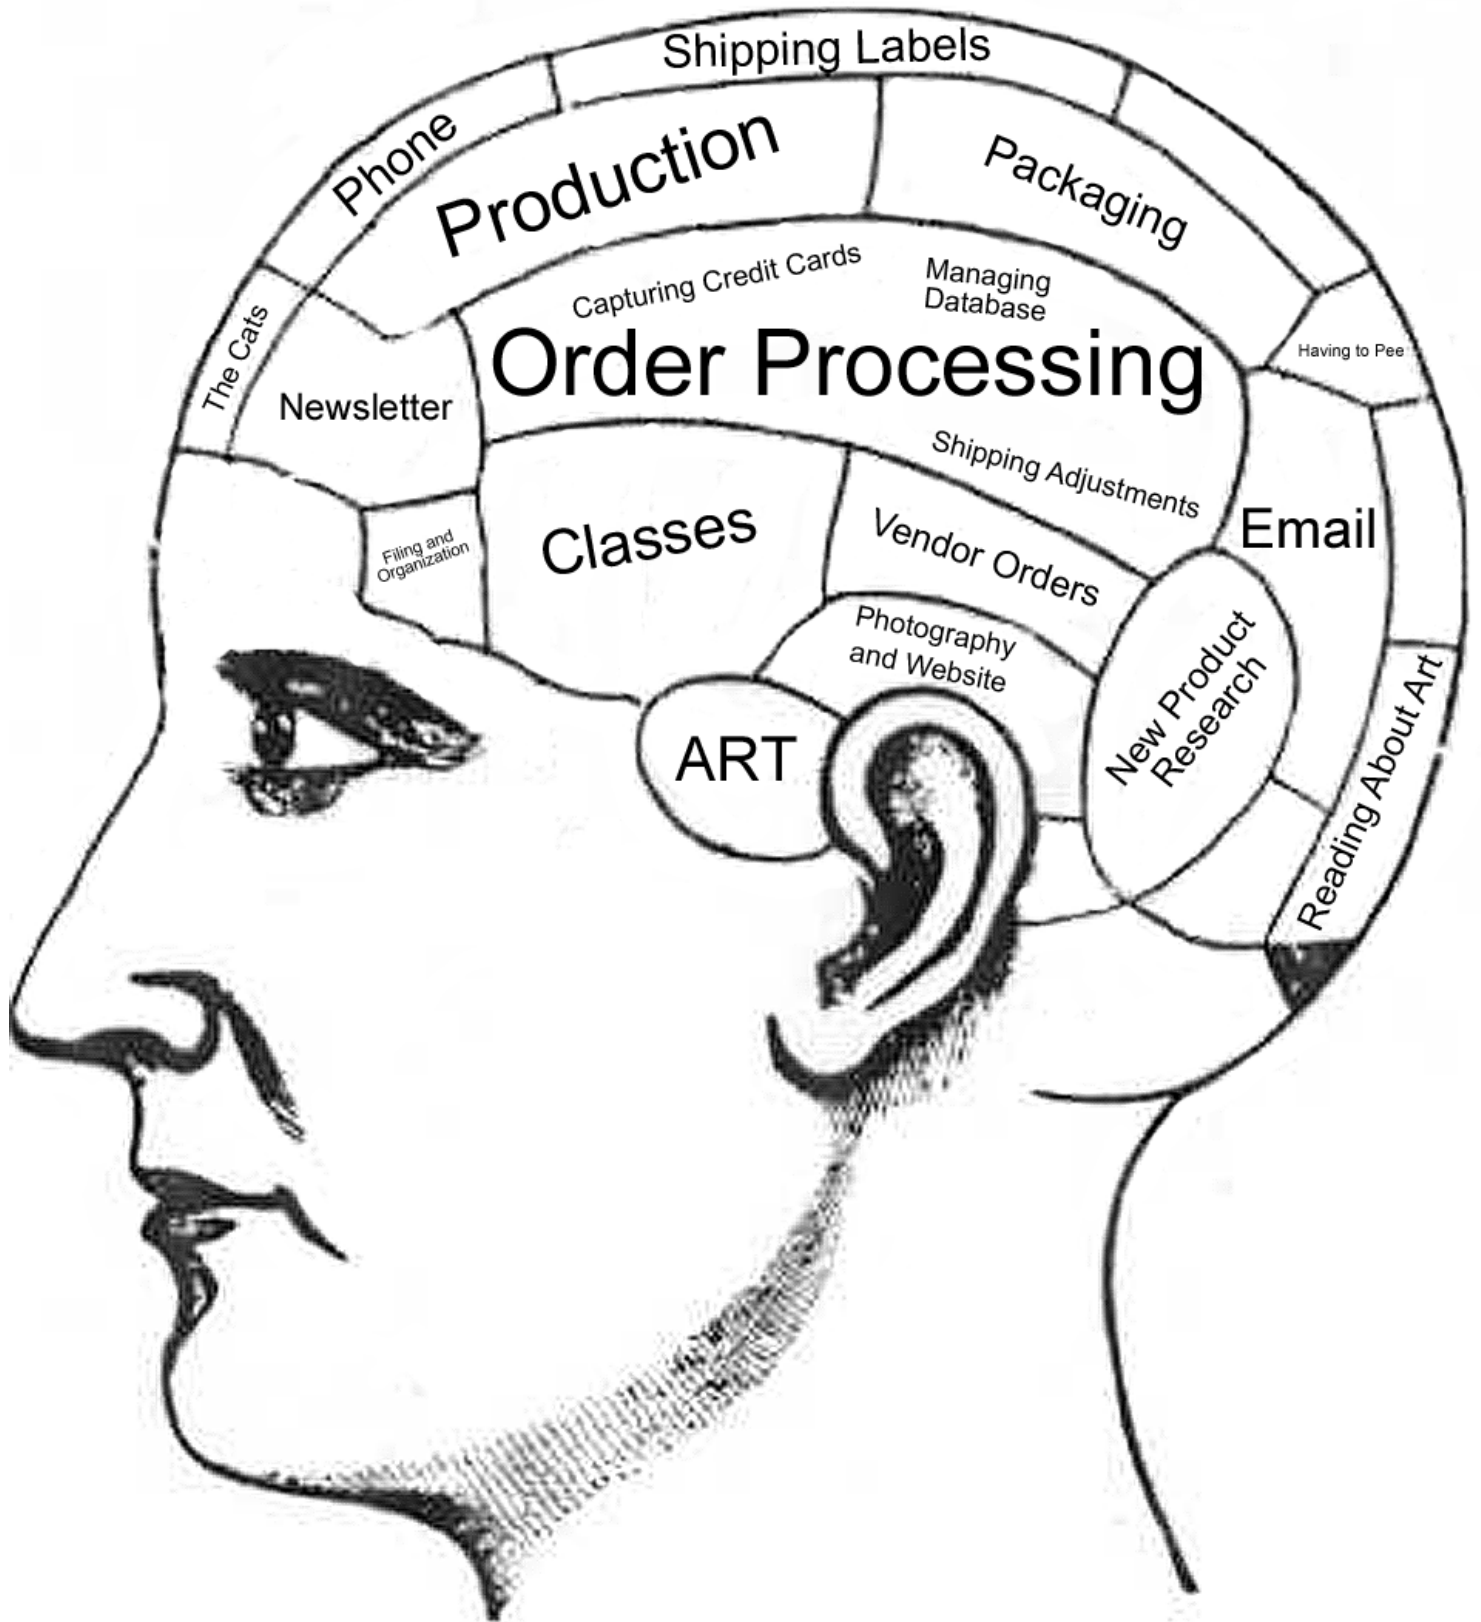 Shipping Labels
Phone
Production
Packaging
Capturing Credit Cards
Managing
Database
The Cats
Order Processing
Having to Pee
Newsletter
Shipping Adjustments
Filing and
Organization
Classes
Vendor Orders
Email
Photography
and Website
New Product
Research
ART
Reading About Art